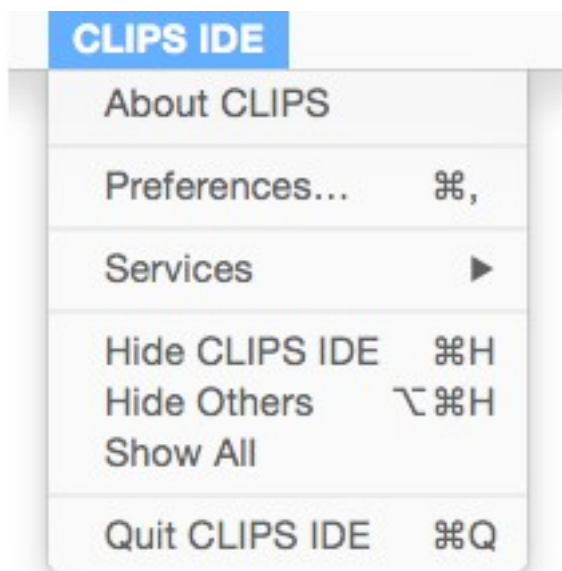 CLIPS IDE
About CLIPS
Preferences... ⌘,
Services ▶
Hide CLIPS IDE ⌘H
Hide Others ⌥⌘H
Show All
Quit CLIPS IDE ⌘Q